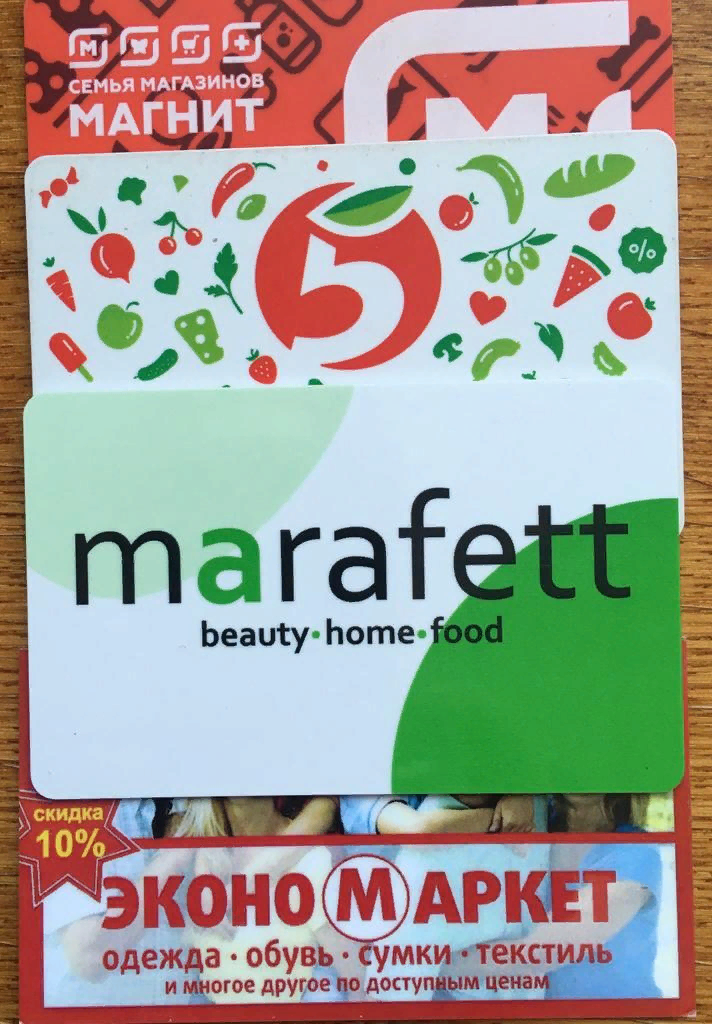 М
СЕМЬЯ МАГАЗИНОВ
МАГНИТ
М
5
%
marafett
beauty•home•food
СКИДКА
10%
ЭКОНОМАРКЕТ
одежда · обувь · сумки · текстиль
и многое другое по доступным ценам